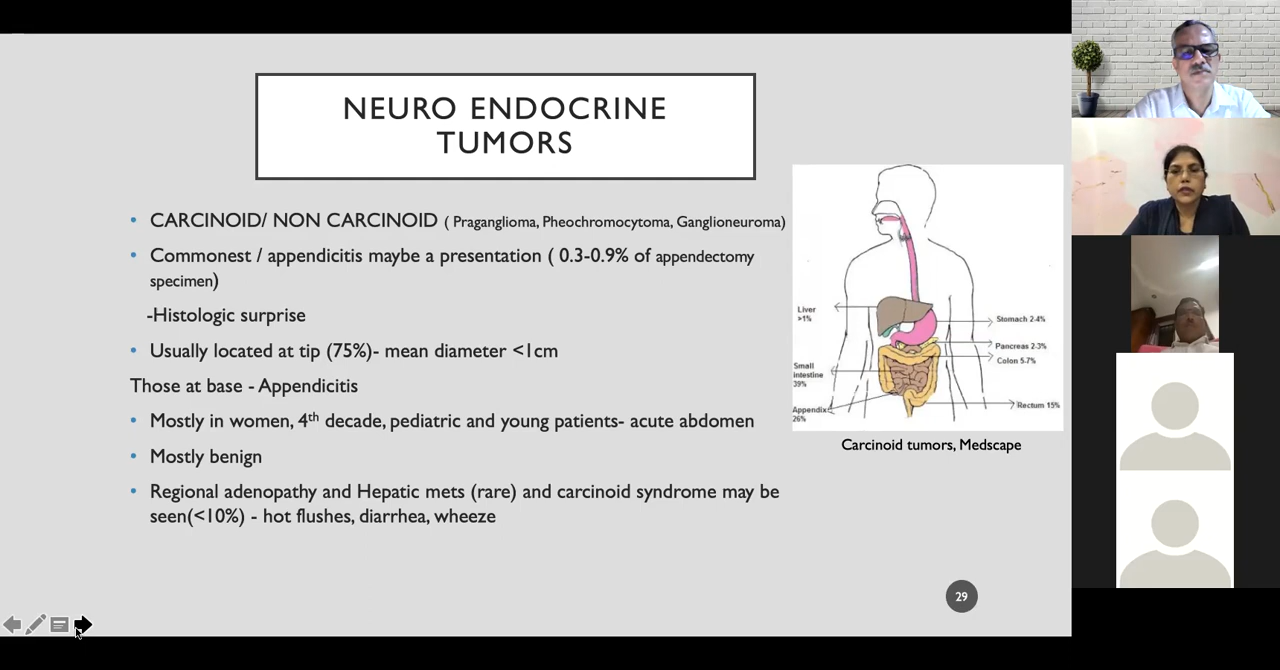 NEURO ENDOCRINE
TUMORS
• CARCINOID/ NON CARCINOID ( Praganglioma, Pheochromocytoma, Ganglioneuroma)
• Commonest / appendicitis maybe a presentation ( 0.3-0.9% of appendectomy
specimen)
-Histologic surprise
• Usually located at tip (75%)- mean diameter <1cm
Those at base - Appendicitis
• Mostly in women, 4th decade, pediatric and young patients- acute abdomen
• Mostly benign
• Regional adenopathy and Hepatic mets (rare) and carcinoid syndrome may be
seen(<10%) - hot flushes, diarrhea, wheeze
Liver
>1%
Small
intestine
39%
Appendix
26%
Stomach 2-4%
Pancreas 2-3%
Colon 5-7%
Rectum 15%
Carcinoid tumors, Medscape
29